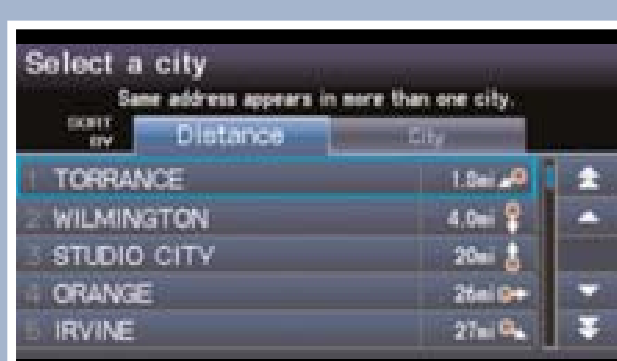 Select a city
Same address appears in more than one city.
SORT BY Distance City
1 TORRANCE 1.8mi
2 WILMINGTON 4.0mi
3 STUDIO CITY 20mi
4 ORANGE 26mi
5 IRVINE 27mi